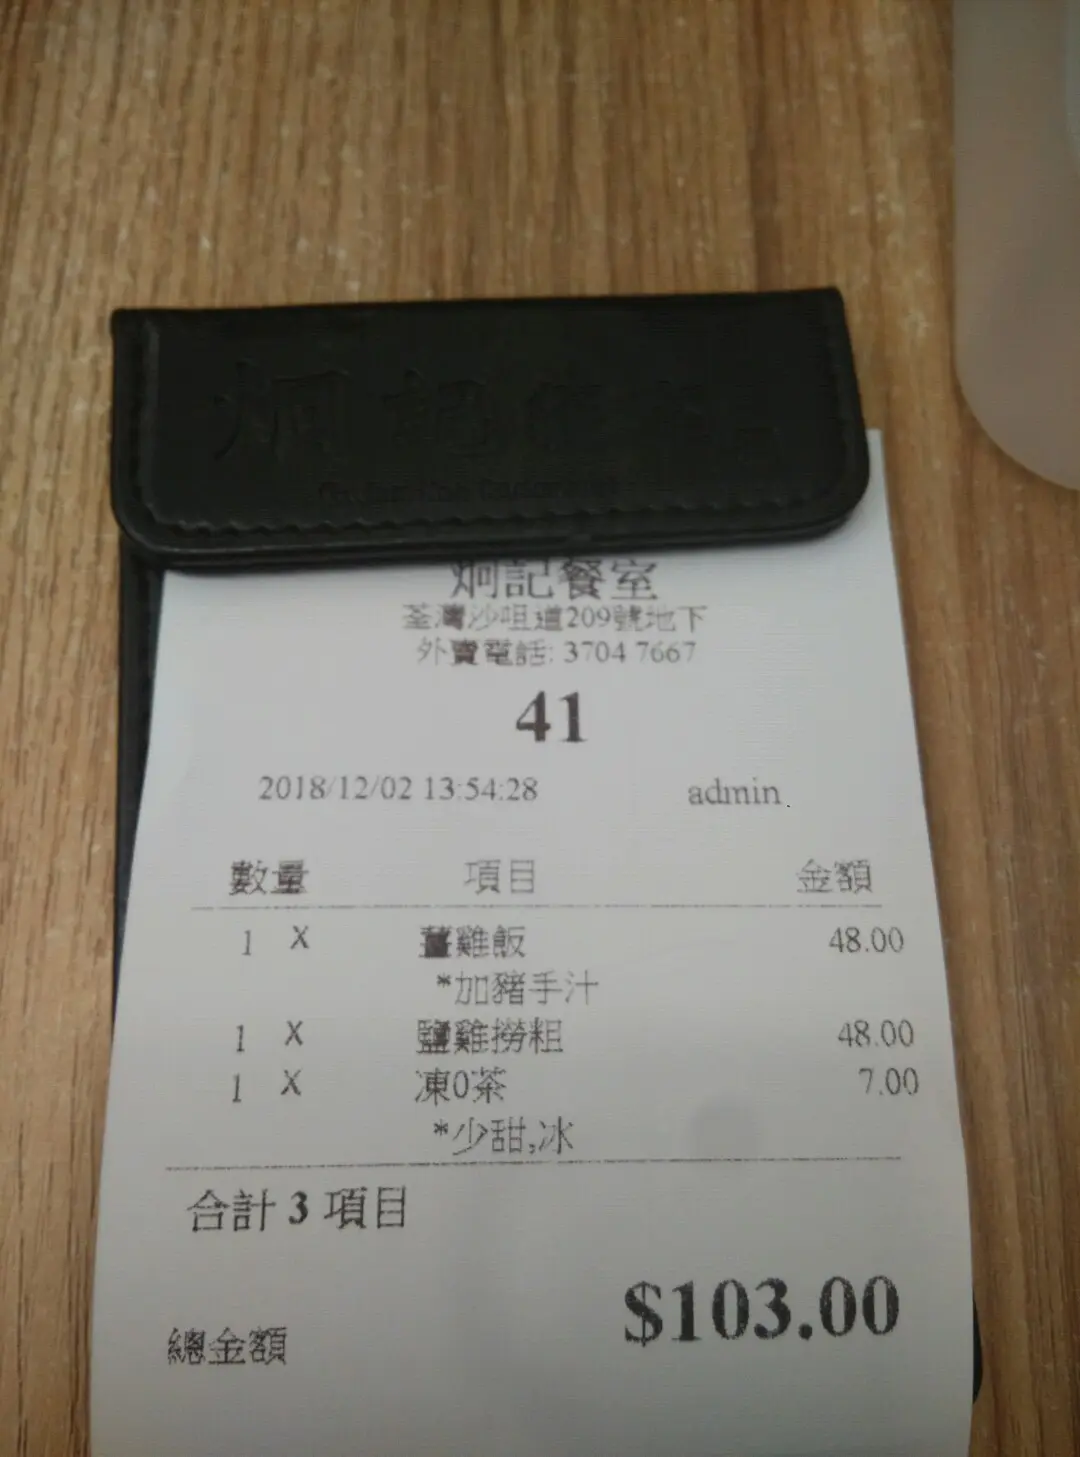 炯記
炯記餐室
荃灣沙咀道209號地下
外賣電話: 3704 7667
41
2018/12/02 13:54:28 admin
數量 項目 金額
1 X 薑雞飯 48.00
*加豬手汁
1 X 鹽雞撈粗 48.00
1 X 凍0茶 7.00
*少甜,冰
合計 3 項目
$103.00
總金額